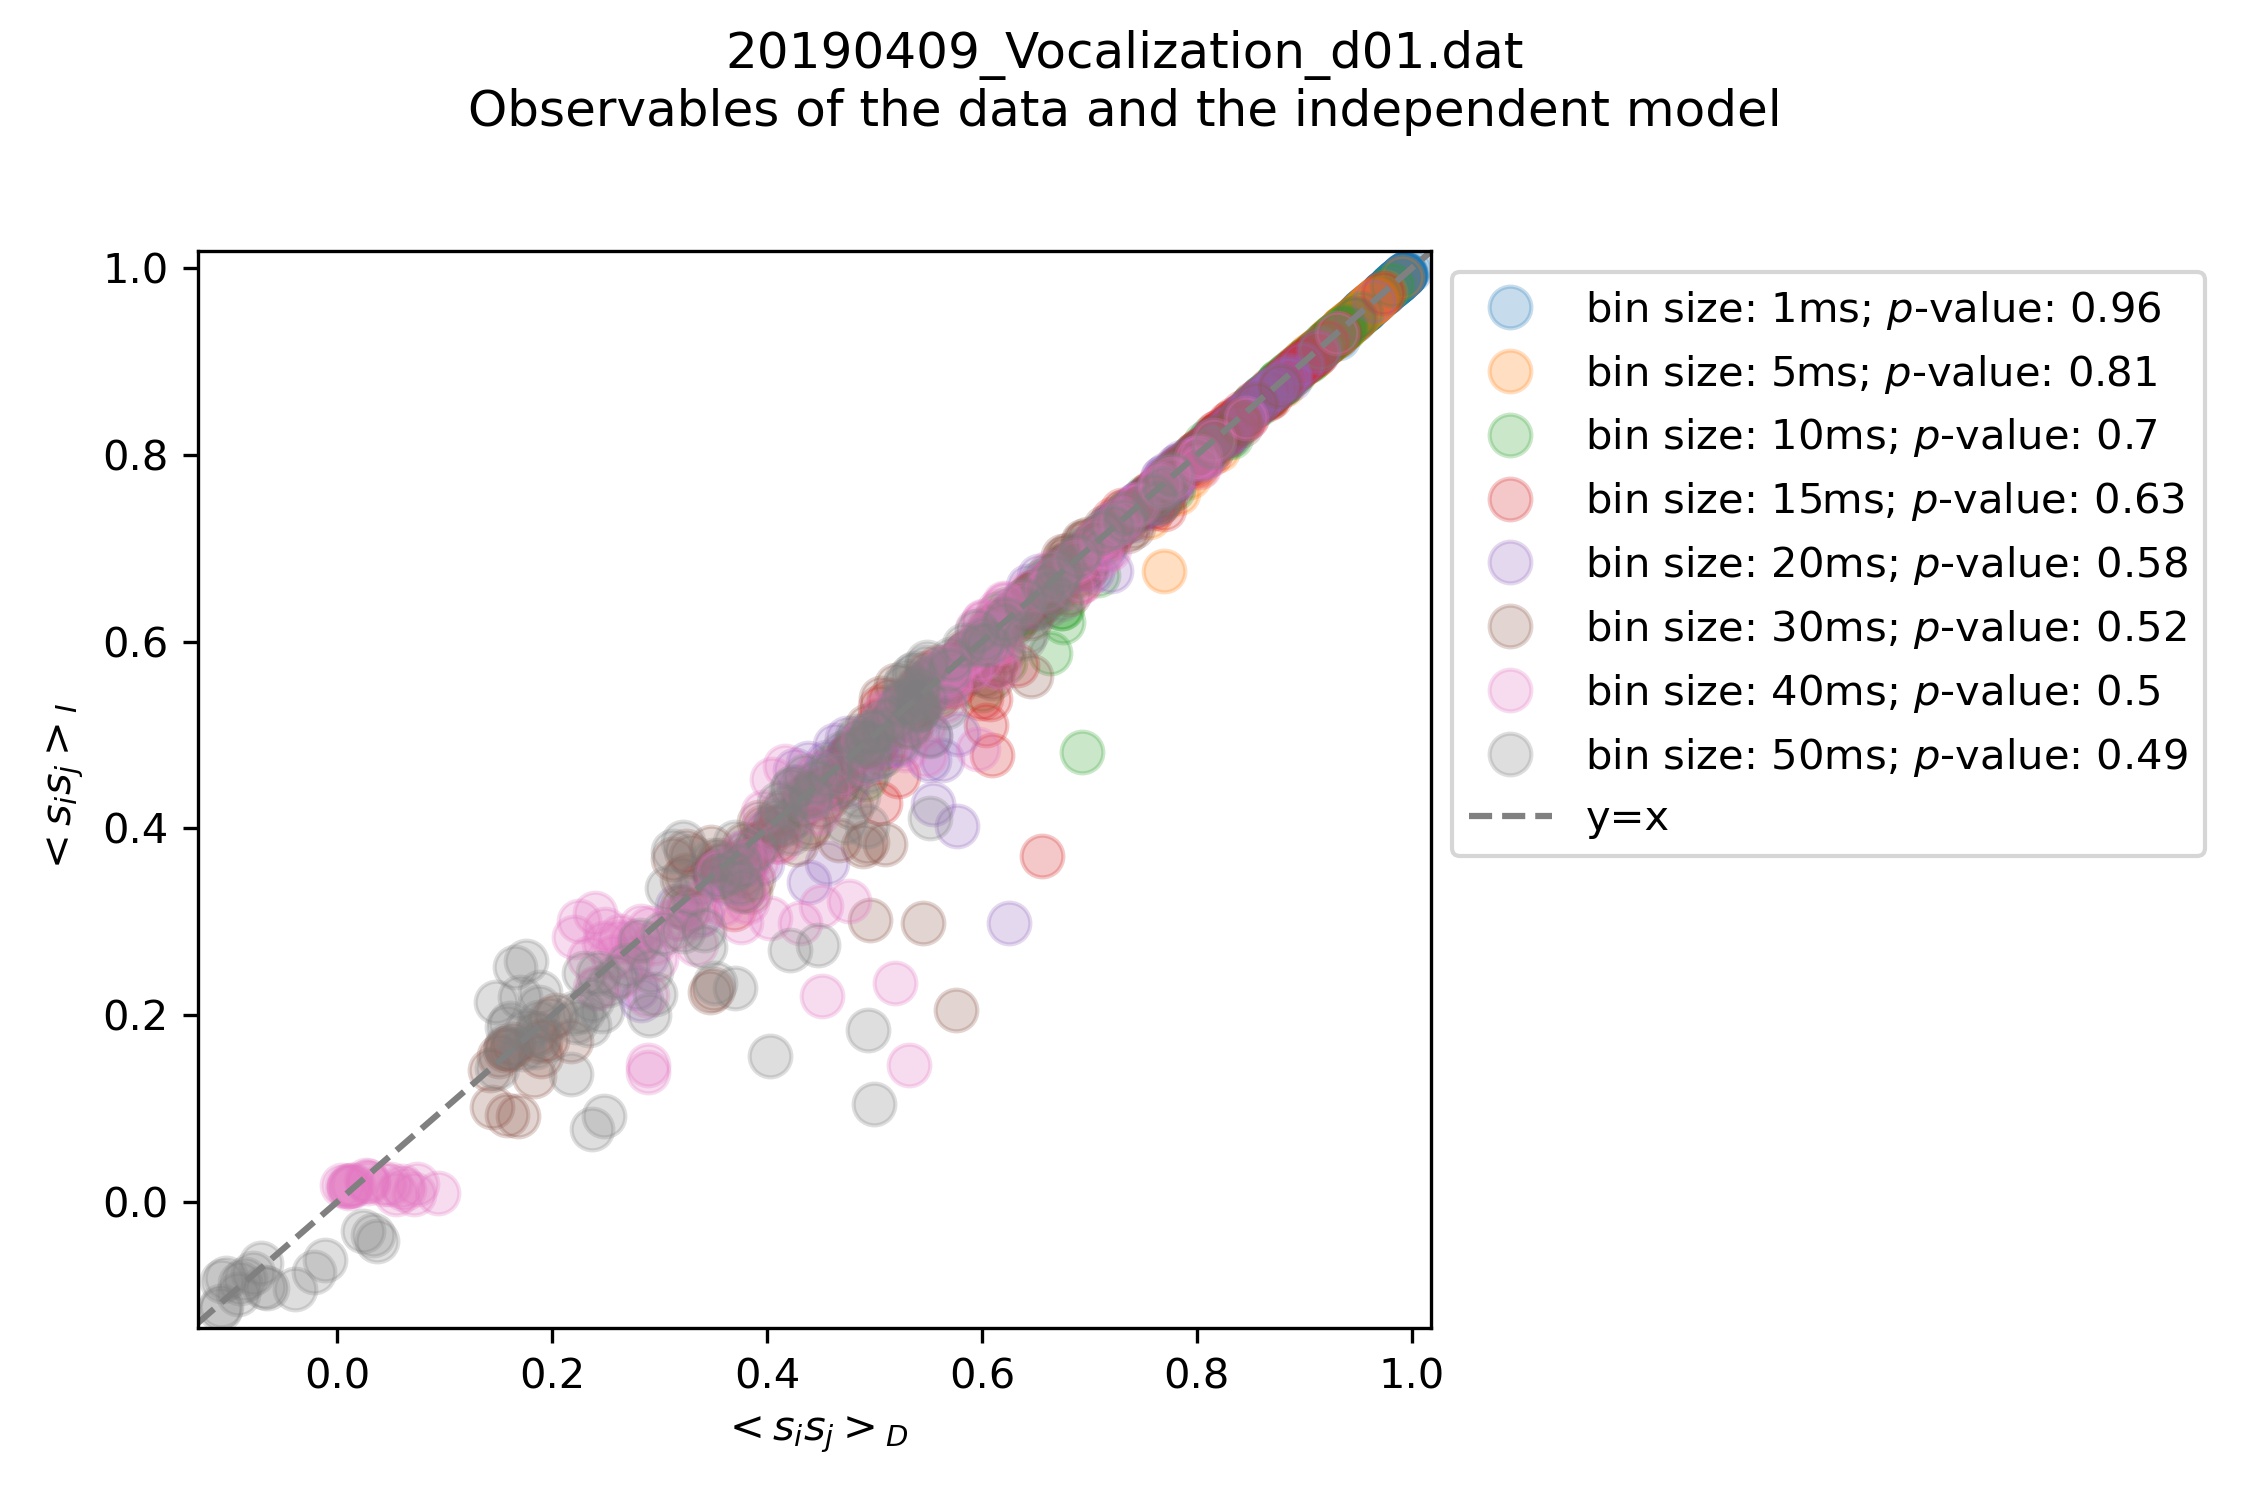 20190409_Vocalization_d01.dat
Observables of the data and the independent model
1.0
0.8
0.6
0.4
0.2
0.0
<s_i s_j>_I
0.0 0.2 0.4 0.6 0.8 1.0
<s_i s_j>_D
bin size: 1ms; p-value: 0.96
bin size: 5ms; p-value: 0.81
bin size: 10ms; p-value: 0.7
bin size: 15ms; p-value: 0.63
bin size: 20ms; p-value: 0.58
bin size: 30ms; p-value: 0.52
bin size: 40ms; p-value: 0.5
bin size: 50ms; p-value: 0.49
y=x